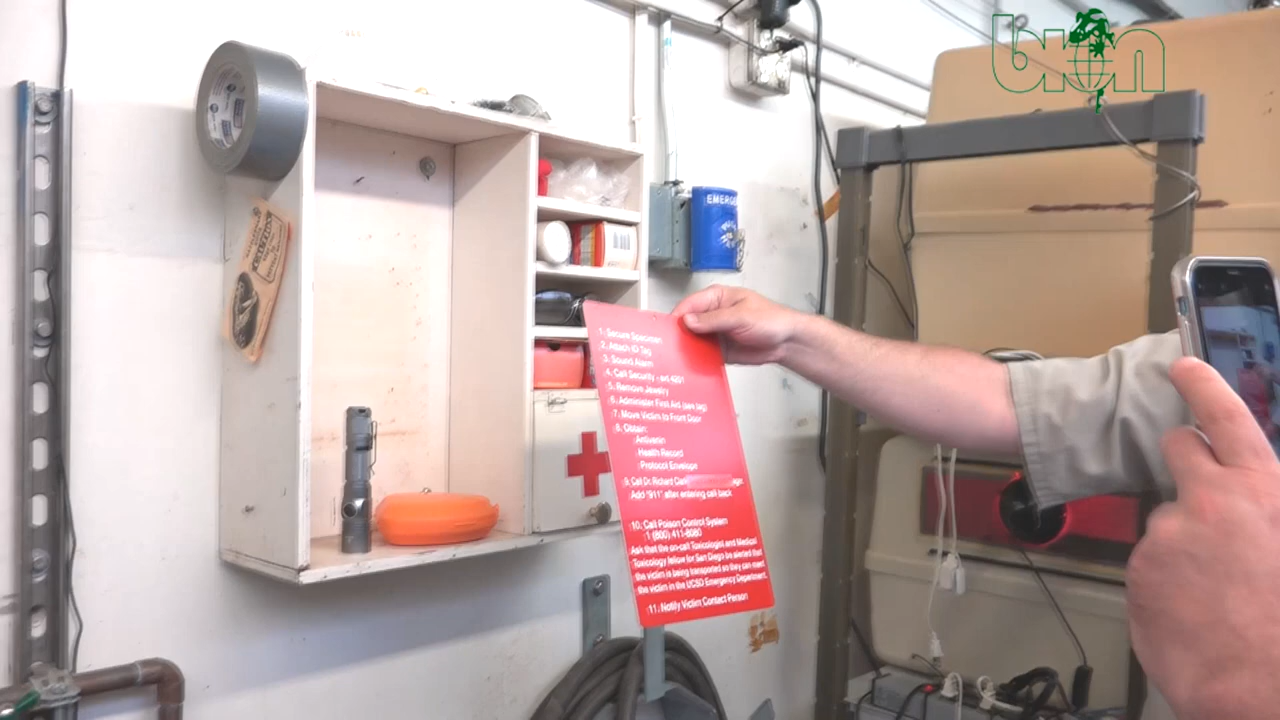 bion
EMERGE
1. Secure Specimen
2. Attach ID Tag
3. Sound Alarm
4. Call Security - ext 4201
5. Remove Jewelry
6. Administer First Aid (see tag)
7. Move Victim to Front Door
8. Obtain:
Antivenin
Health Record
Protocol Envelope
9. Call Dr. Richard
Add "911" after entering call back
10. Call Poison Control System
1 (800) 411-8080
Ask that the on-call Toxicologist and Medical
Toxicology fellow for San Diego be alerted that
the victim is being transported so they can meet
the victim in the UCSD Emergency Department.
11. Notify Victim Contact Person